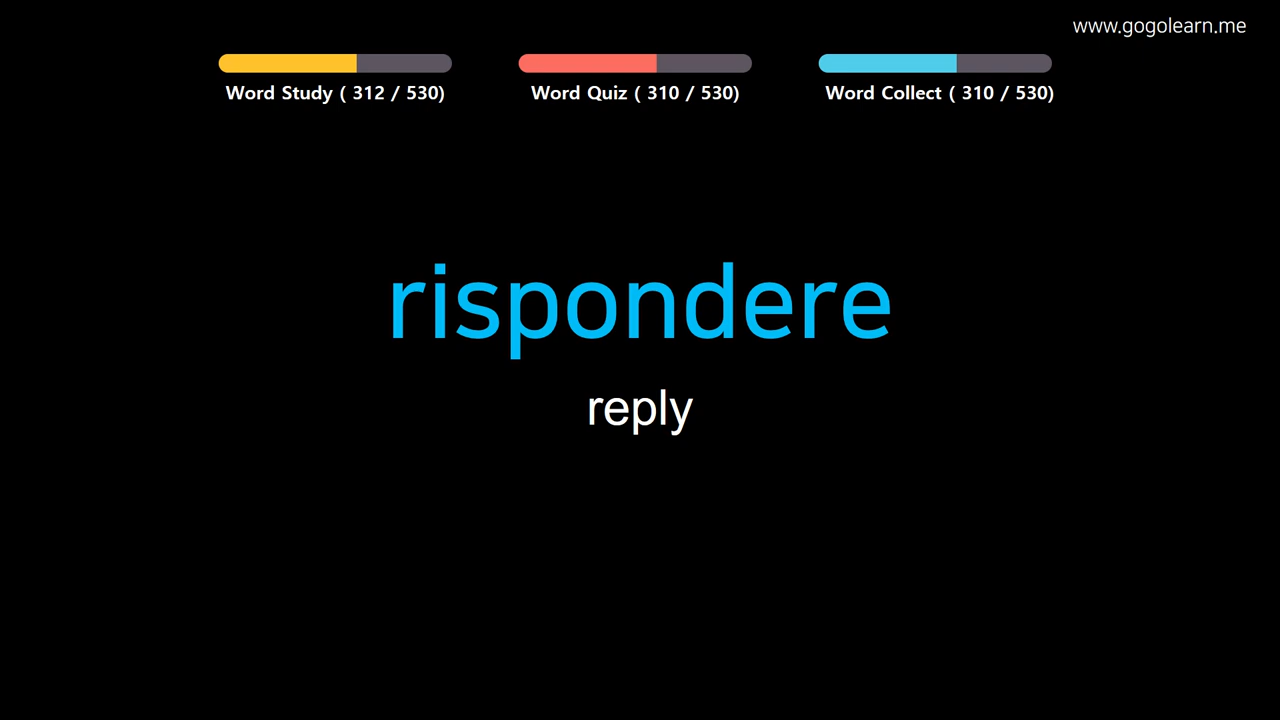 www.gogolearn.me
Word Study ( 312 / 530)
Word Quiz ( 310 / 530)
Word Collect ( 310 / 530)
rispondere
reply